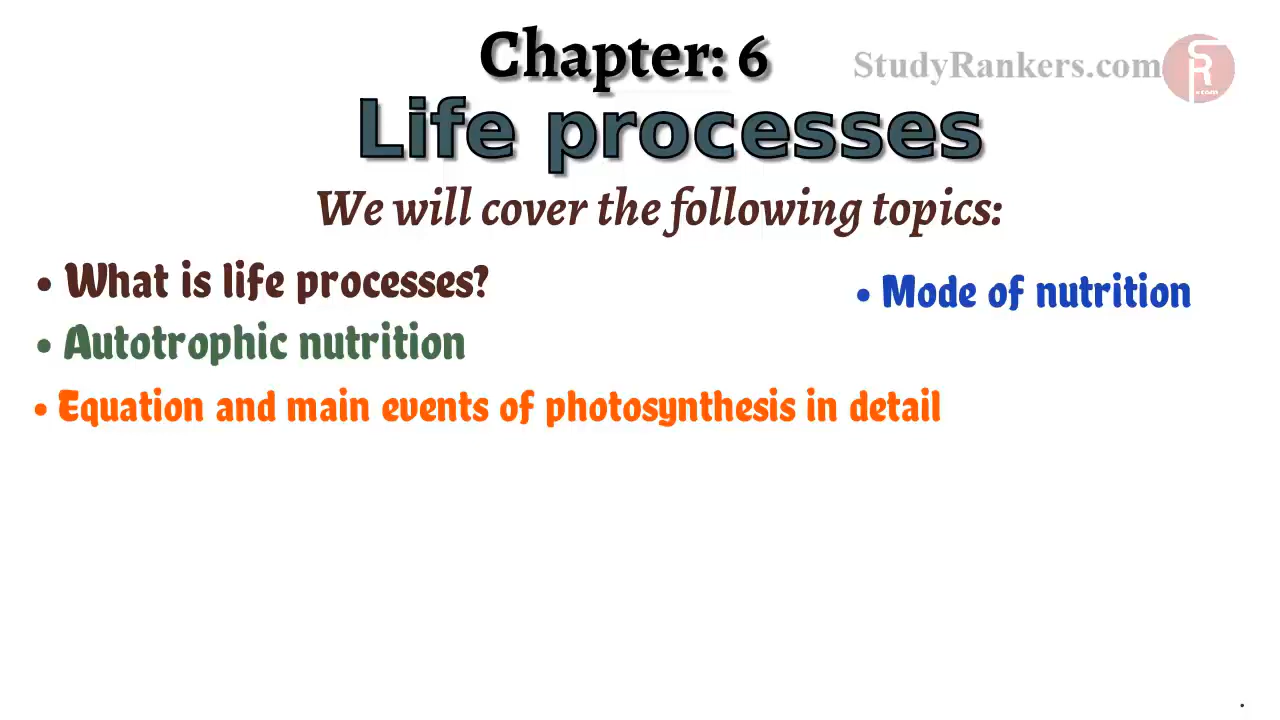 Chapter: 6
StudyRankers.com
Life processes
We will cover the following topics:
• What is life processes?
• Mode of nutrition
• Autotrophic nutrition
• Equation and main events of photosynthesis in detail
.